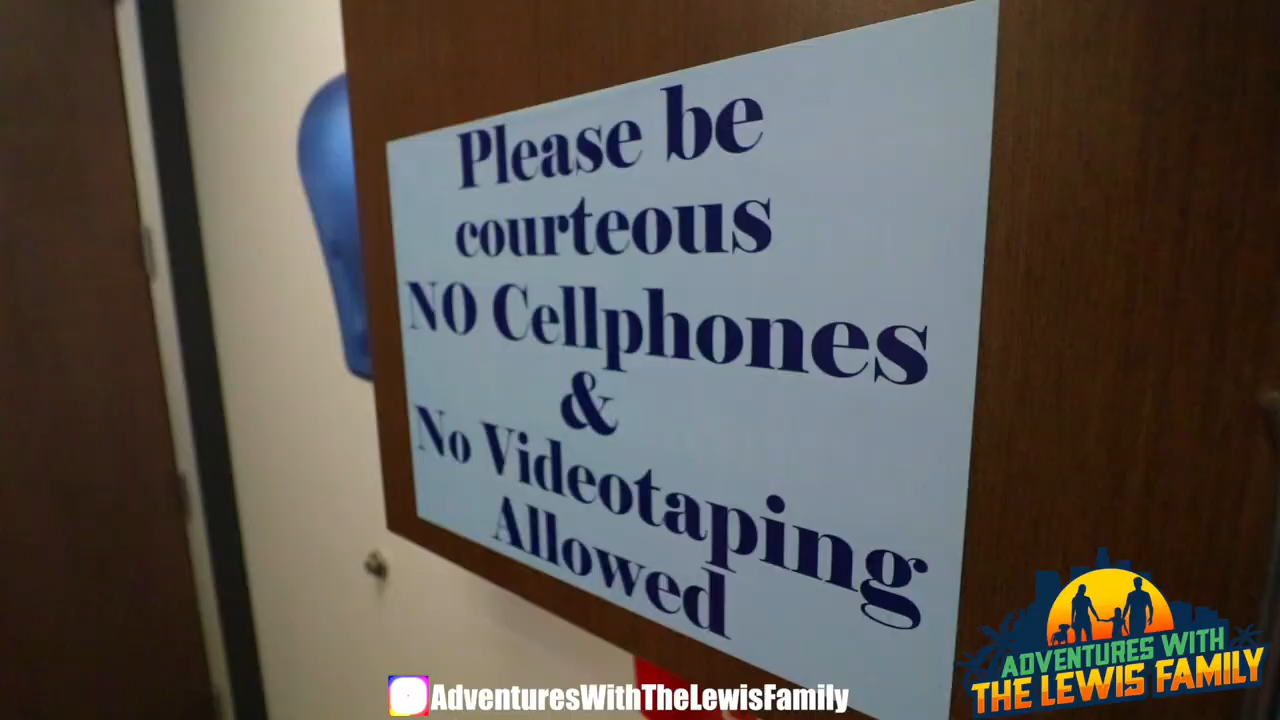 Please be
courteous
NO Cellphones
&
No Videotaping
Allowed
AdventuresWithTheLewisFamily
ADVENTURES WITH
THE LEWIS FAMILY